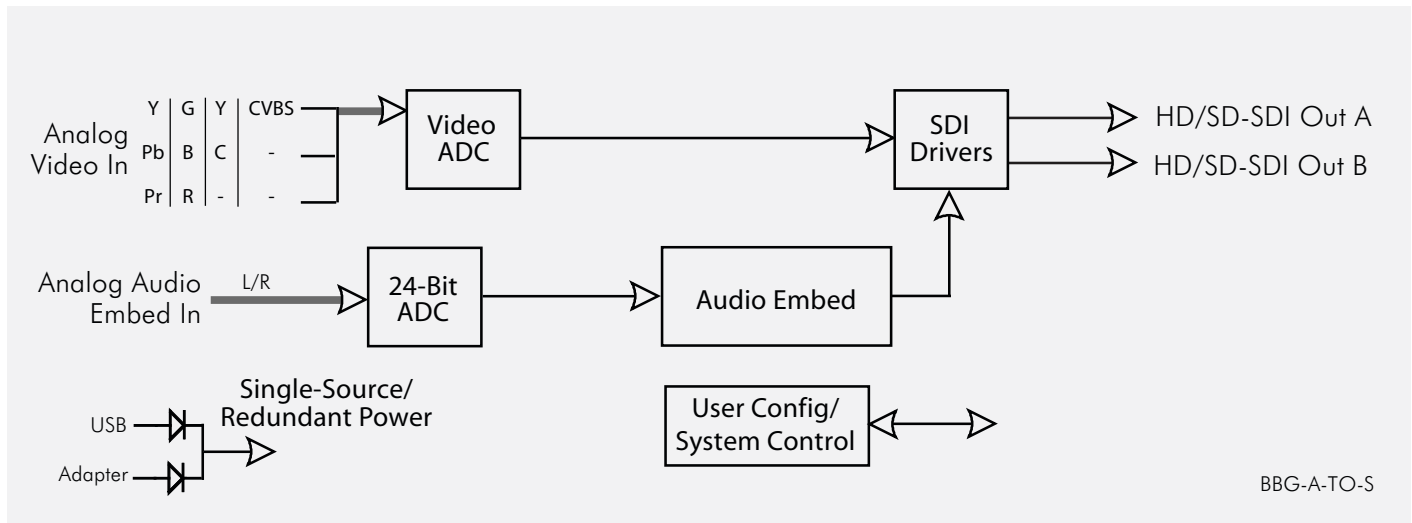 Y G Y CVBS
Analog
Video In
Pb B C -
Pr R - -
Video
ADC
SDI
Drivers
HD/SD-SDI Out A
HD/SD-SDI Out B
Analog Audio
Embed In
L/R
24-Bit
ADC
Audio Embed
Single-Source/
Redundant Power
USB
Adapter
User Config/
System Control
BBG-A-TO-S